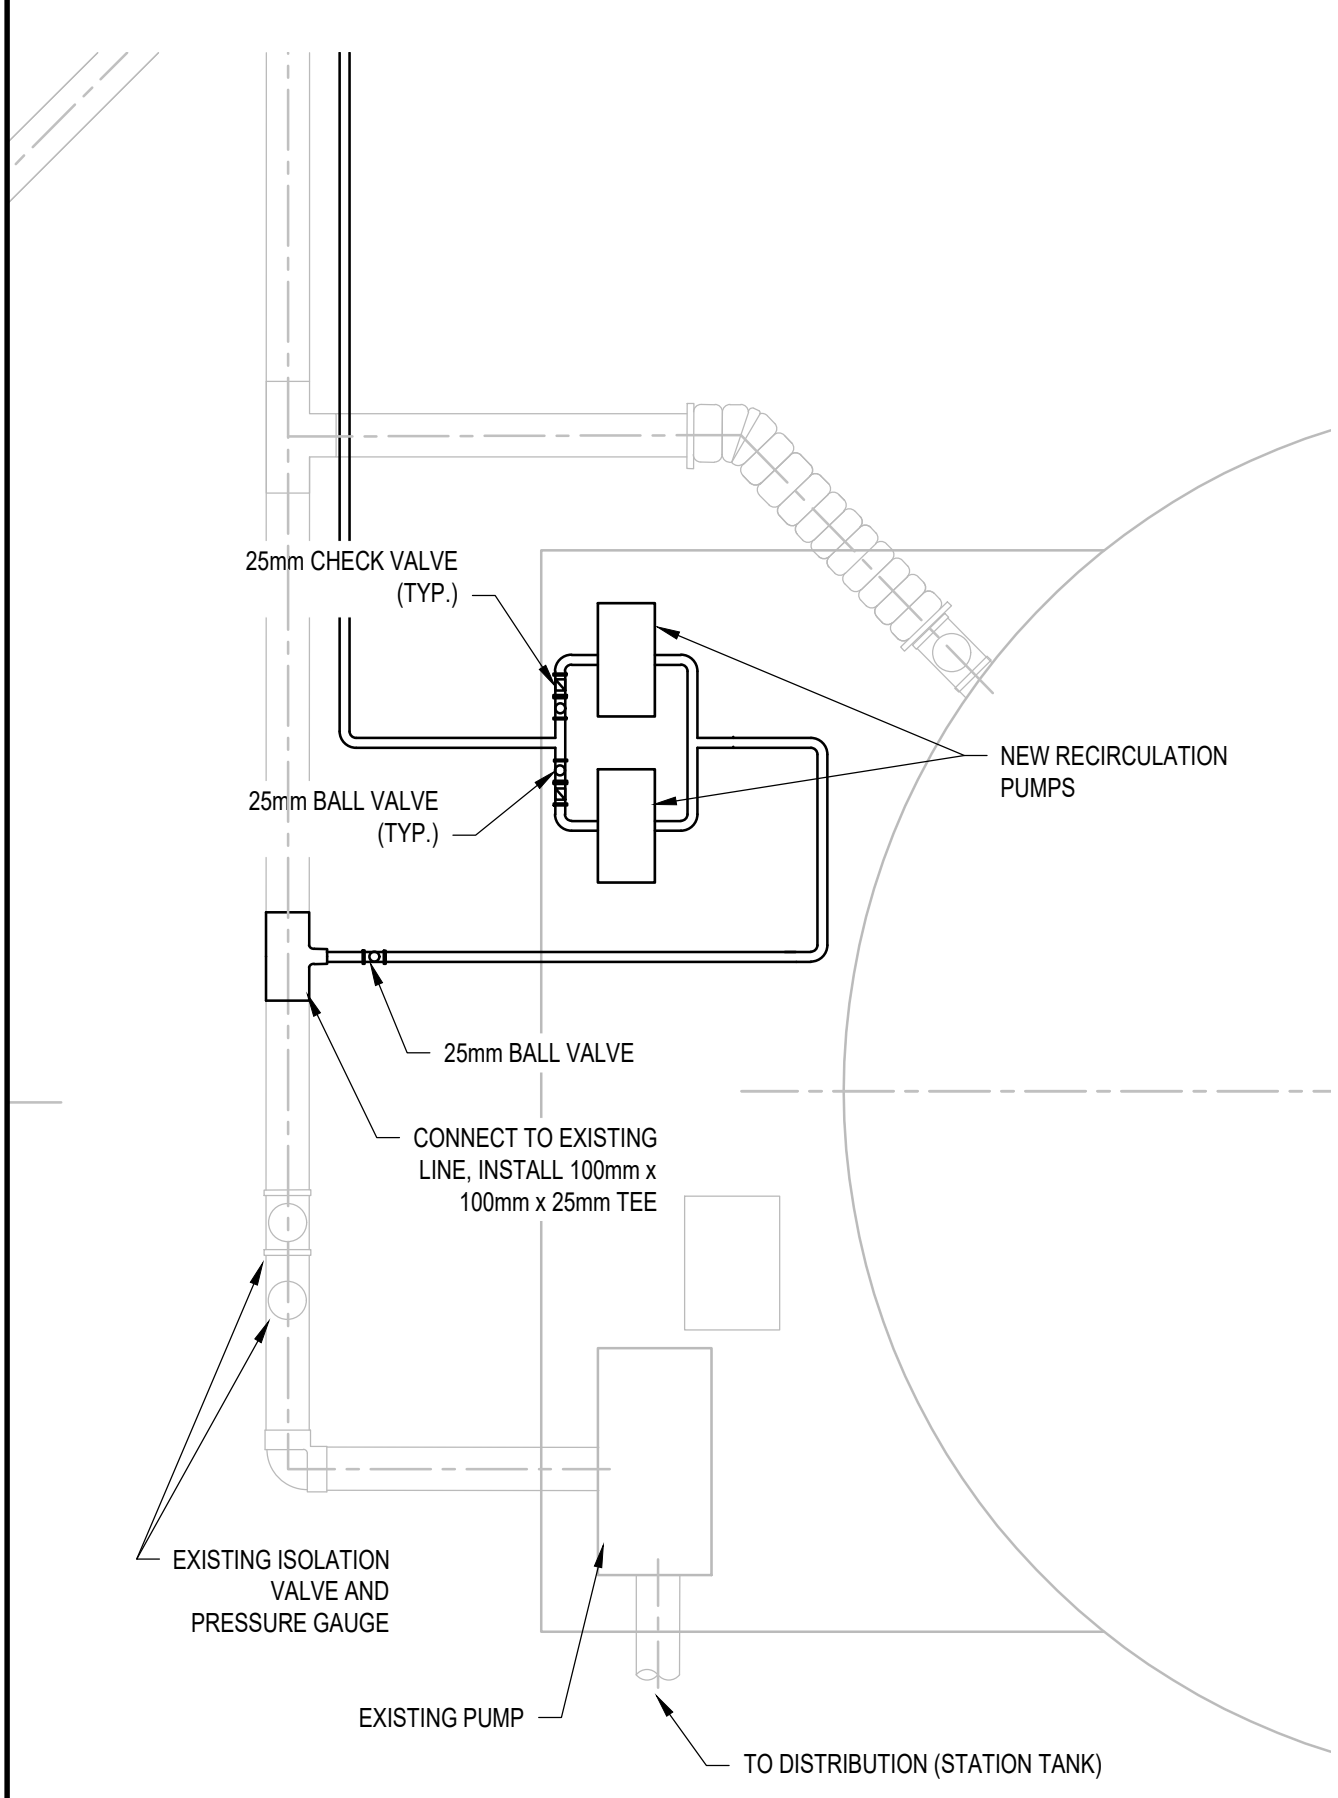 25mm CHECK VALVE
(TYP.)
NEW RECIRCULATION
PUMPS
25mm BALL VALVE
(TYP.)
25mm BALL VALVE
CONNECT TO EXISTING
LINE, INSTALL 100mm x
100mm x 25mm TEE
EXISTING ISOLATION
VALVE AND
PRESSURE GAUGE
EXISTING PUMP
TO DISTRIBUTION (STATION TANK)